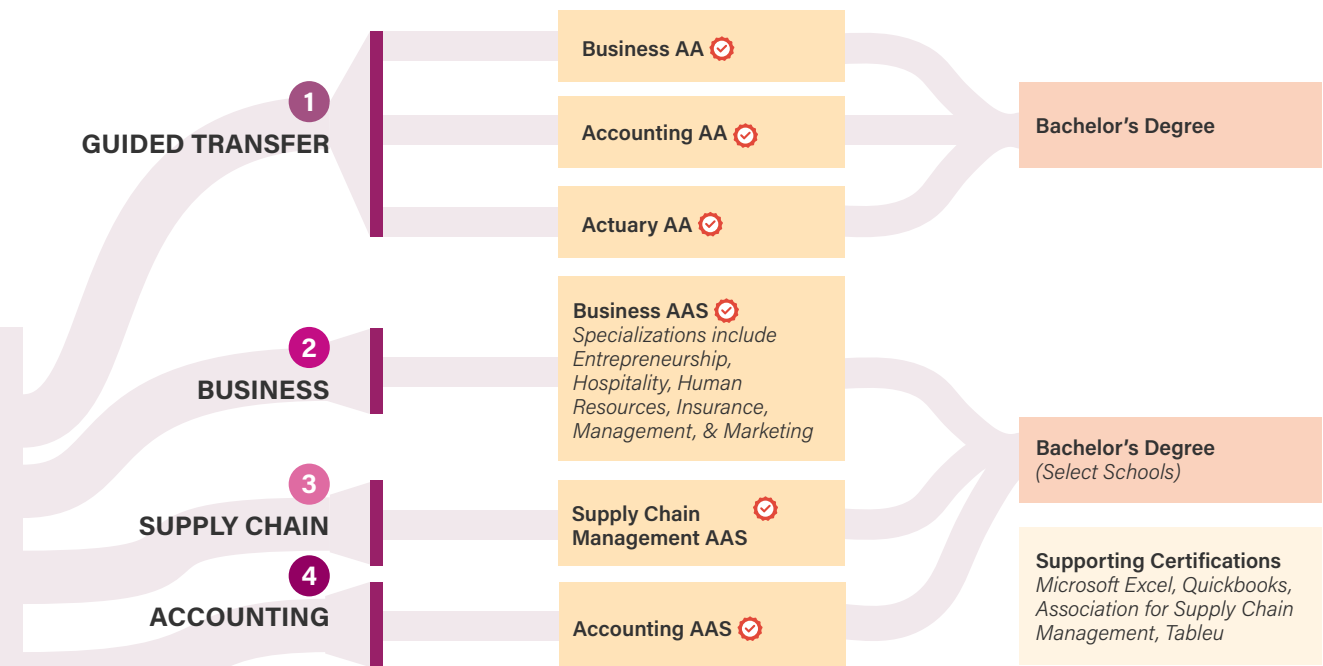 1
GUIDED TRANSFER
Business AA
Accounting AA
Actuary AA
Bachelor's Degree
2
BUSINESS
Business AAS
Specializations include
Entrepreneurship,
Hospitality, Human
Resources, Insurance,
Management, & Marketing
3
SUPPLY CHAIN
Supply Chain
Management AAS
4
ACCOUNTING
Accounting AAS
Bachelor's Degree
(Select Schools)
Supporting Certifications
Microsoft Excel, Quickbooks,
Association for Supply Chain
Management, Tableu